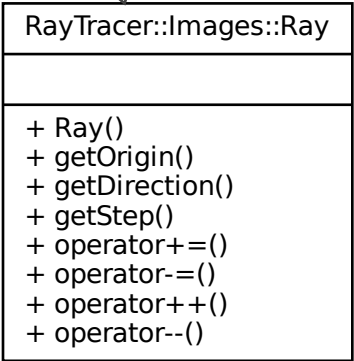 RayTracer::Images::Ray
+ Ray()
+ getOrigin()
+ getDirection()
+ getStep()
+ operator+=()
+ operator-=()
+ operator++()
+ operator--()